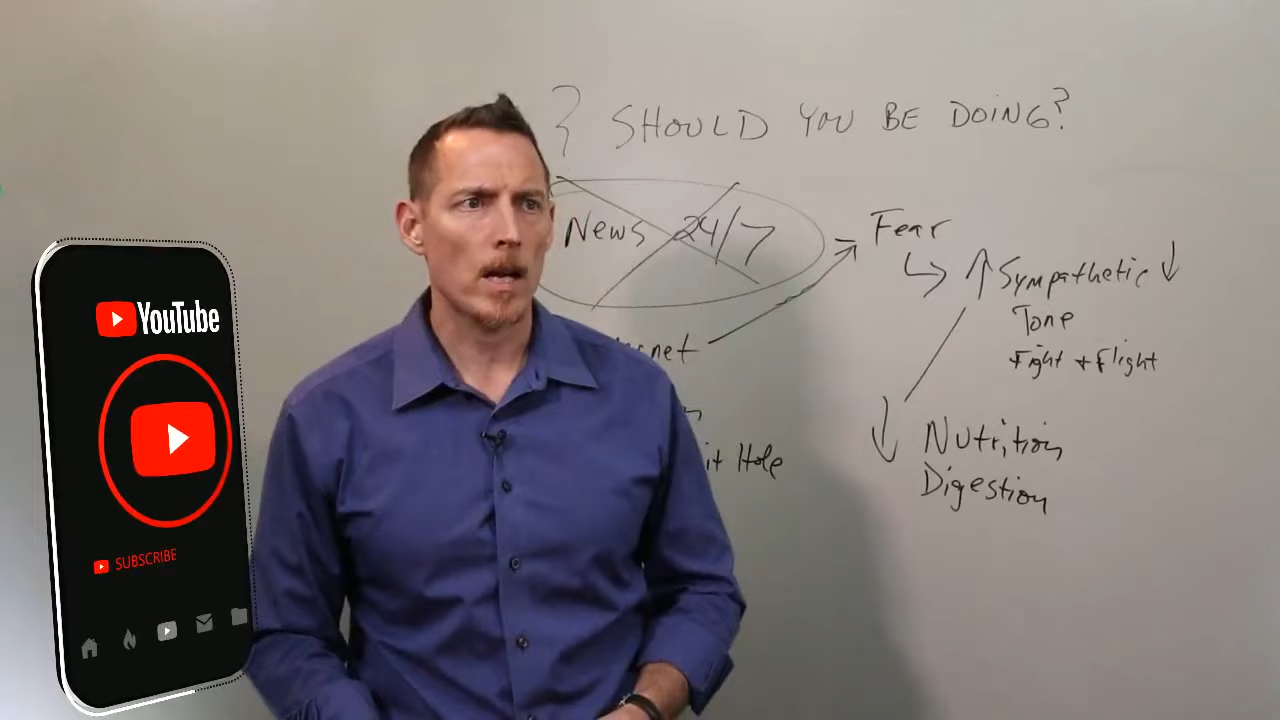 ? SHOULD YOU BE DOING?
News 24/7
Fear
↑ Sympathetic ↓
Tone
Fight + Flight
↓ Nutrition
Digestion
Hole
YouTube
SUBSCRIBE